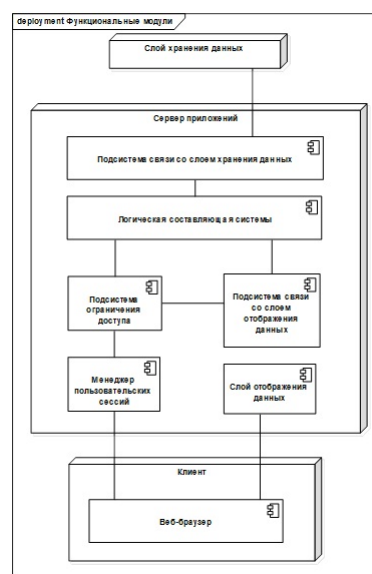 deployment Функциональные модули
Слой хранения данных
Сервер приложений
Подсистема связи со слоем хранения данных
Логическая составляющая системы
Подсистема
ограничения
доступа
Подсистема связи
со слоем
отображения
данных
Менеджер
пользовательских
сессий
Слой отображения
данных
Клиент
Веб-браузер